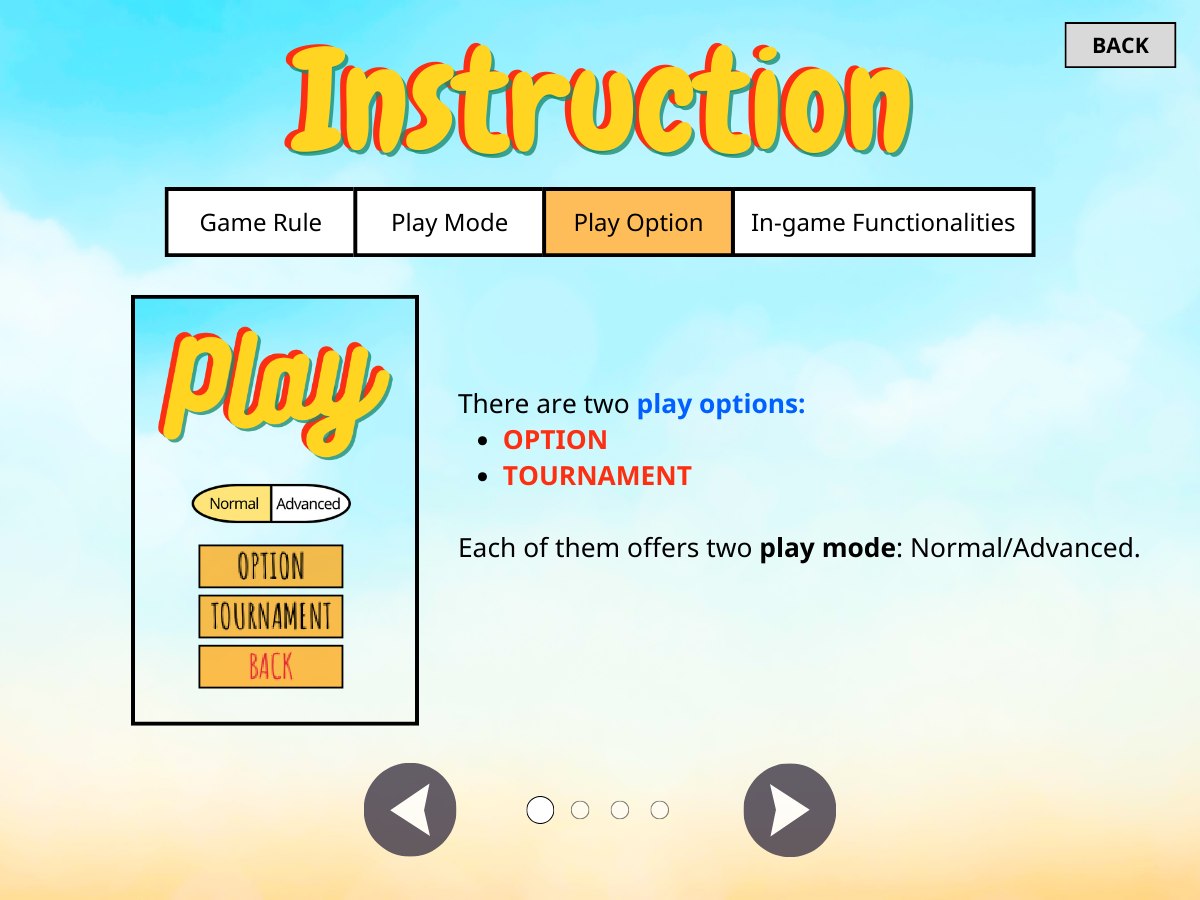 BACK
Instruction
Game Rule
Play Mode
Play Option
In-game Functionalities
play
Normal
Advanced
OPTION
TOURNAMENT
BACK
There are two play options:
• OPTION
• TOURNAMENT
Each of them offers two play mode: Normal/Advanced.